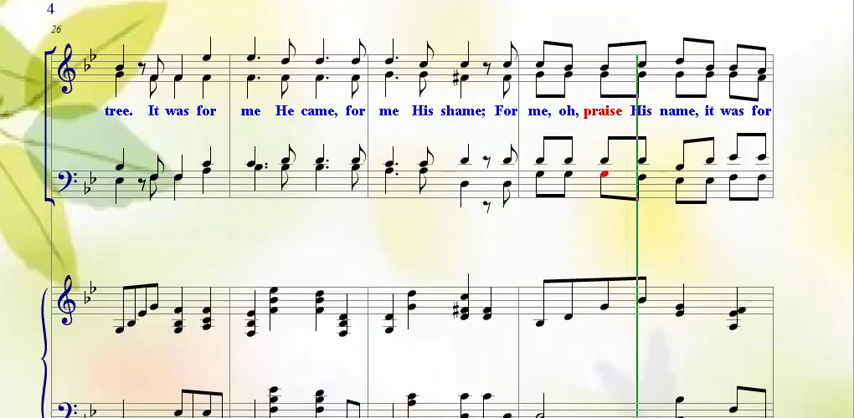 4
26
tree. It was for me He came, for me His shame; For me, oh, praise His name, it was for